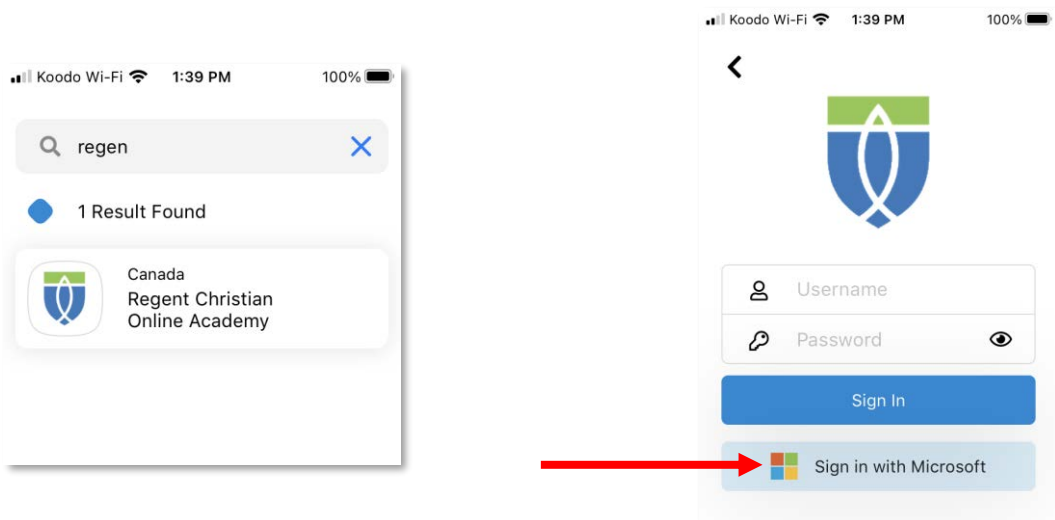 Koodo Wi-Fi 1:39 PM 100%
regen
1 Result Found
Canada
Regent Christian
Online Academy
Koodo Wi-Fi 1:39 PM 100%
Username
Password
Sign In
Sign in with Microsoft